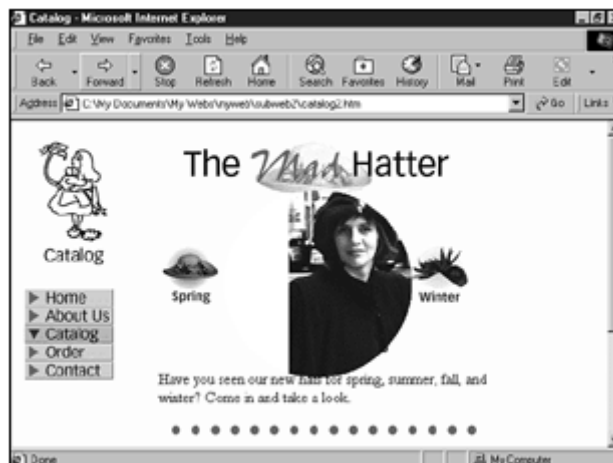 Catalog - Microsoft Internet Explorer
File Edit View Favorites Tools Help
Back Forward Stop Refresh Home Search Favorites History Mail Print Edit
Address C:\My Documents\My Webs\myweb\subweb2\catalog2.htm Go Links
The Mad Hatter
Catalog
Spring
Winter
Home
About Us
Catalog
Order
Contact
Have you seen our new hats for spring, summer, fall, and
winter? Come in and take a look.
Done My Computer